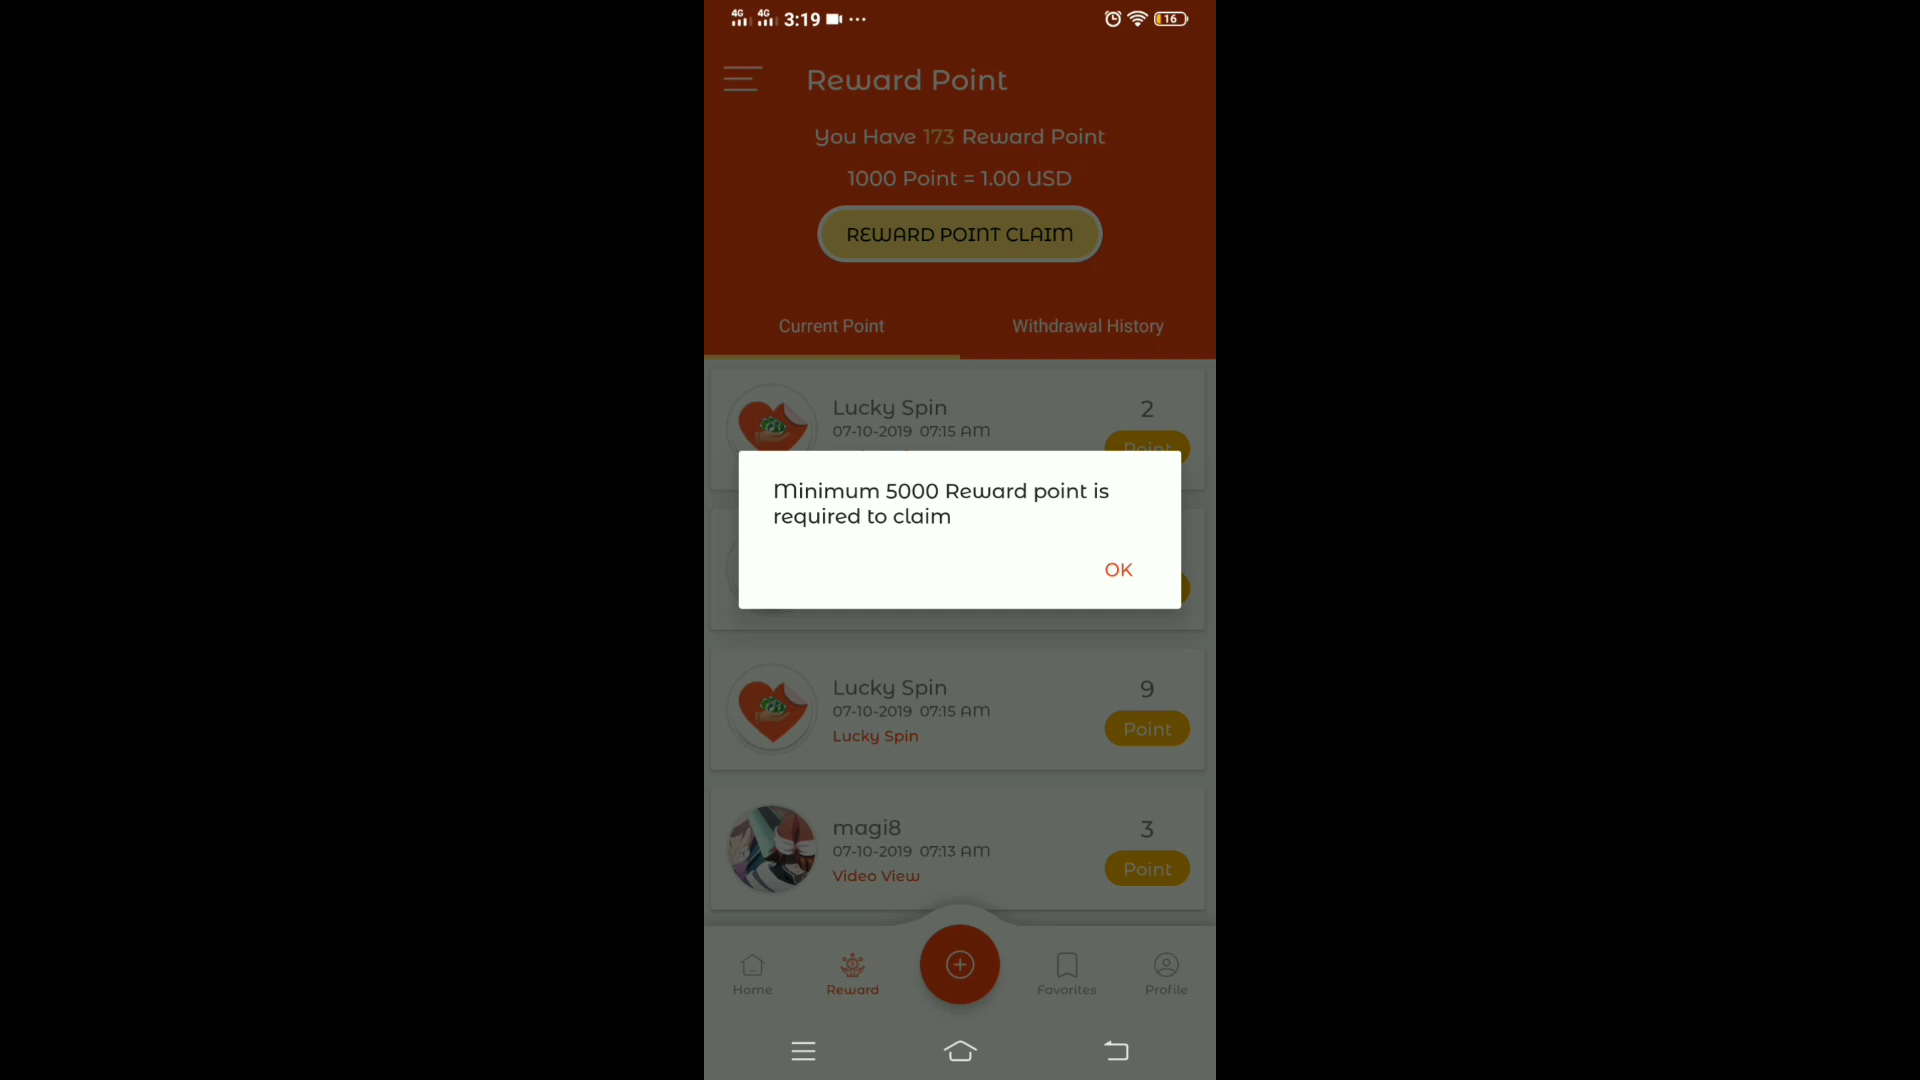 4G 4G 3:19 16
Reward Point
You Have 173 Reward Point
1000 Point = 1.00 USD
REWARD POINT CLAIM
Current Point Withdrawal History
Lucky Spin 2
07-10-2019 07:15 AM
Point
Minimum 5000 Reward point is
required to claim
OK
Lucky Spin 9
07-10-2019 07:15 AM
Lucky Spin Point
magi8 3
07-10-2019 07:13 AM
Video View Point
Home Reward Favorites Profile